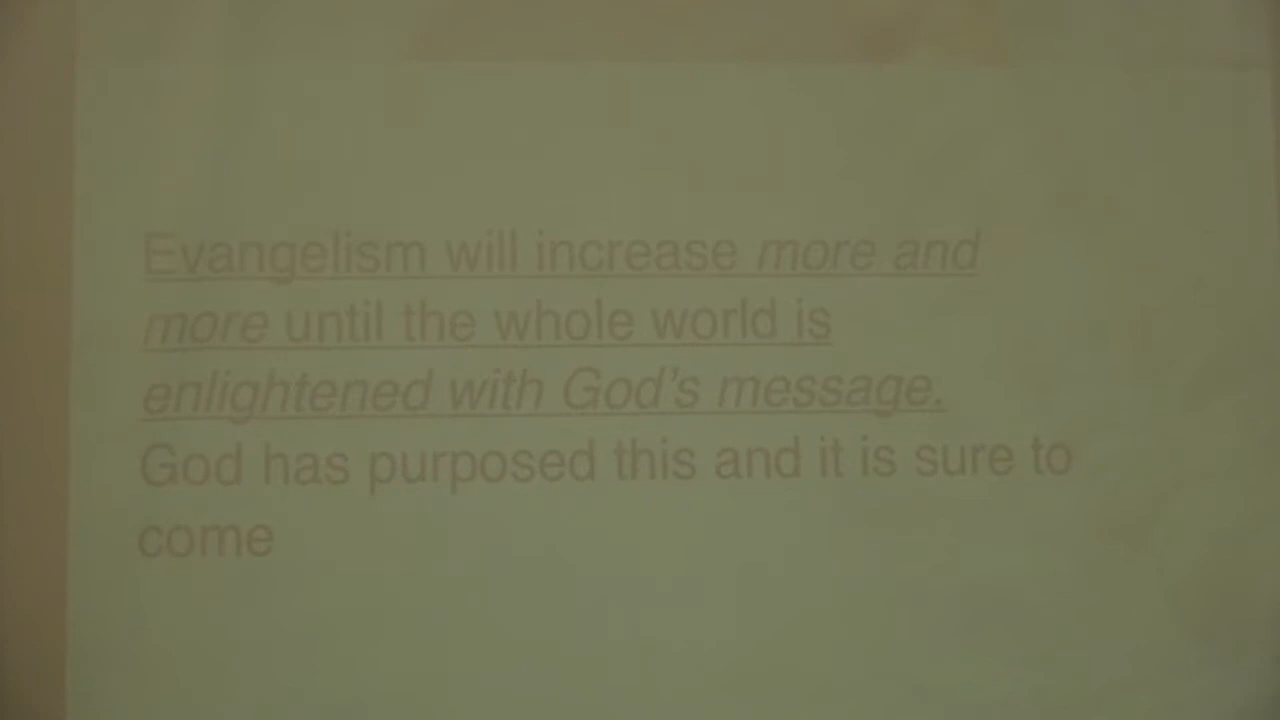 Evangelism will increase more and
more until the whole world is
enlightened with God's message.
God has purposed this and it is sure to
come